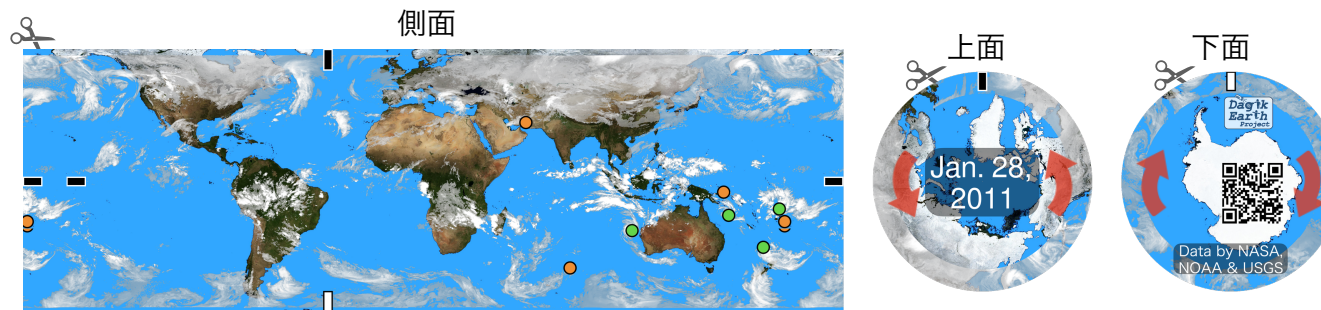 側面
上面
下面
Jan. 28,
2011
Dagik
Earth
Project
Data by NASA,
NOAA & USGS